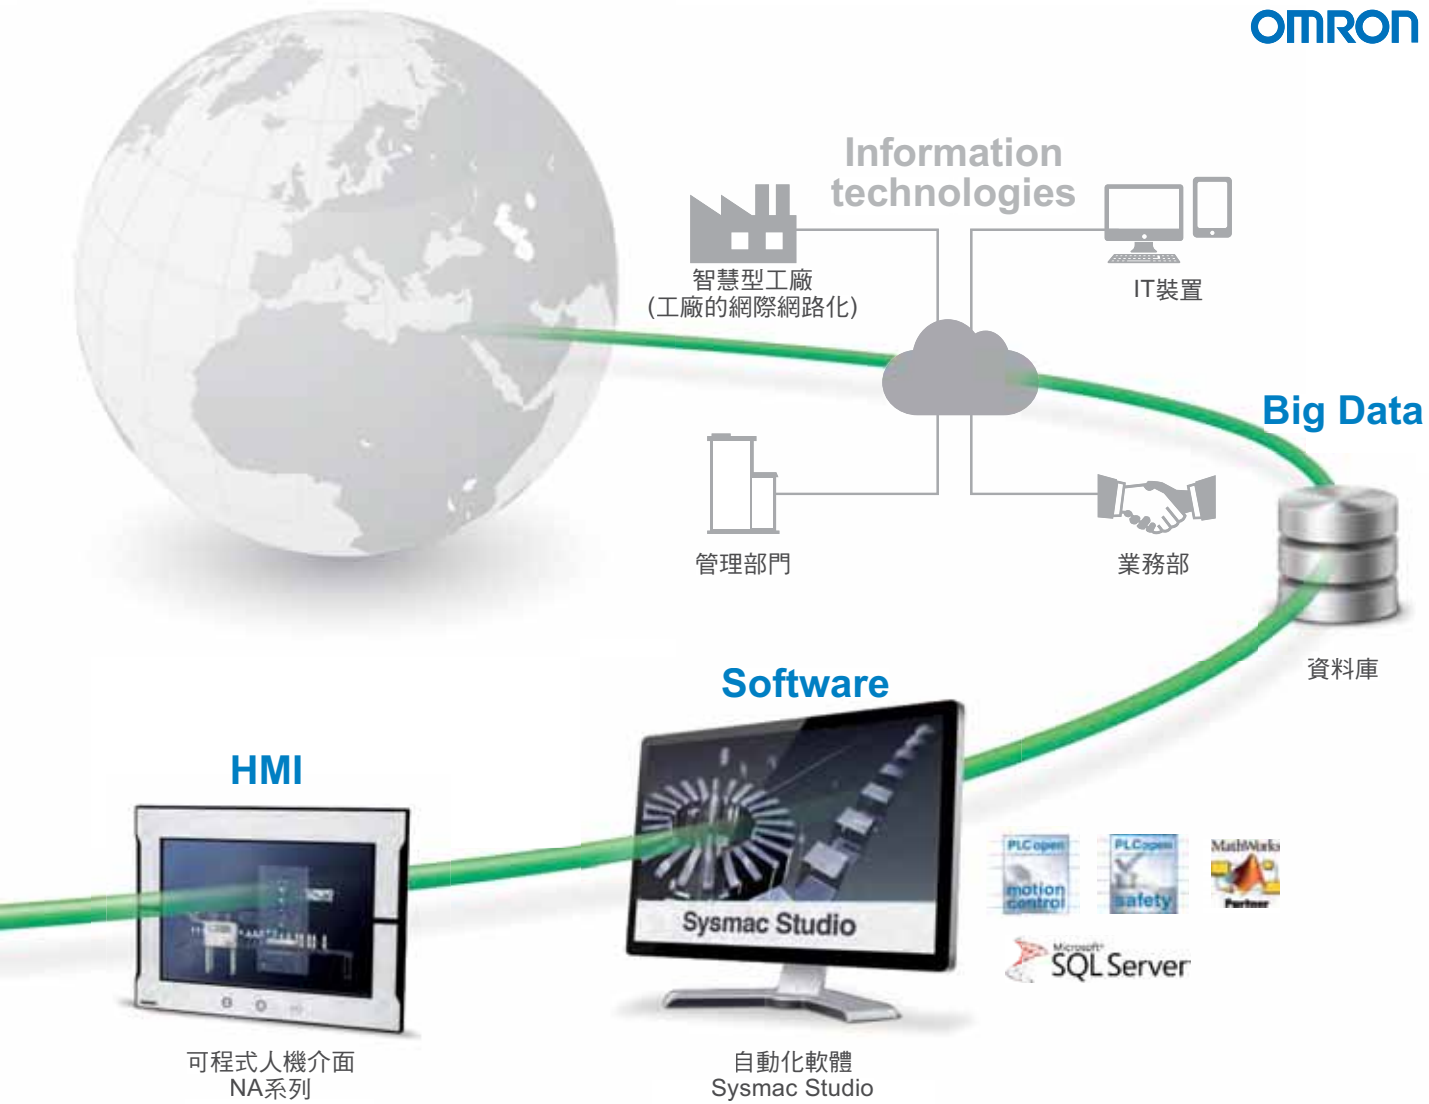 OMRON
Information
technologies
智慧型工廠
(工廠的網際網路化)
IT裝置
Big Data
管理部門
業務部
資料庫
Software
HMI
Sysmac Studio
PLCopen
motion
control
PLCopen
safety
MathWorks
Partner
Microsoft®
SQL Server
可程式人機介面
NA系列
自動化軟體
Sysmac Studio